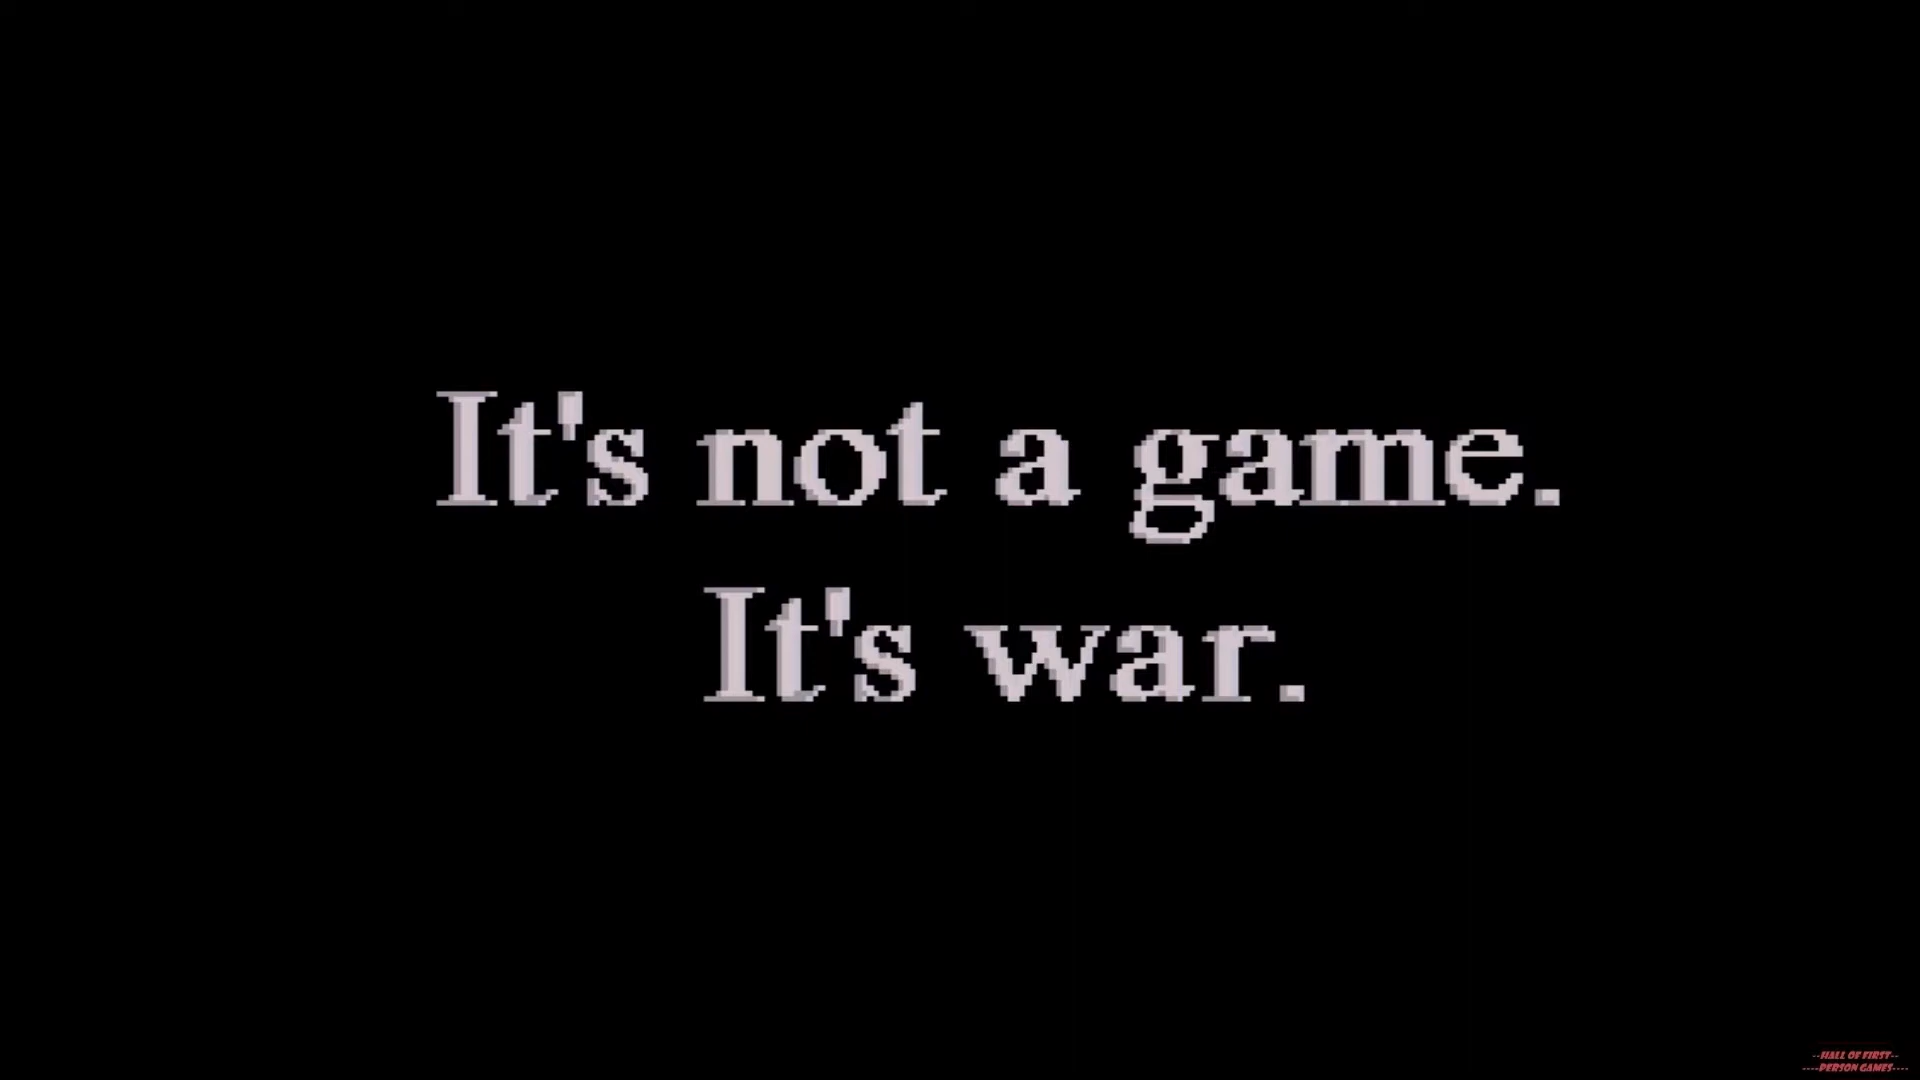 It's not a game.
It's war.
--HALL OF FIRST--
----PERSON GAMES----